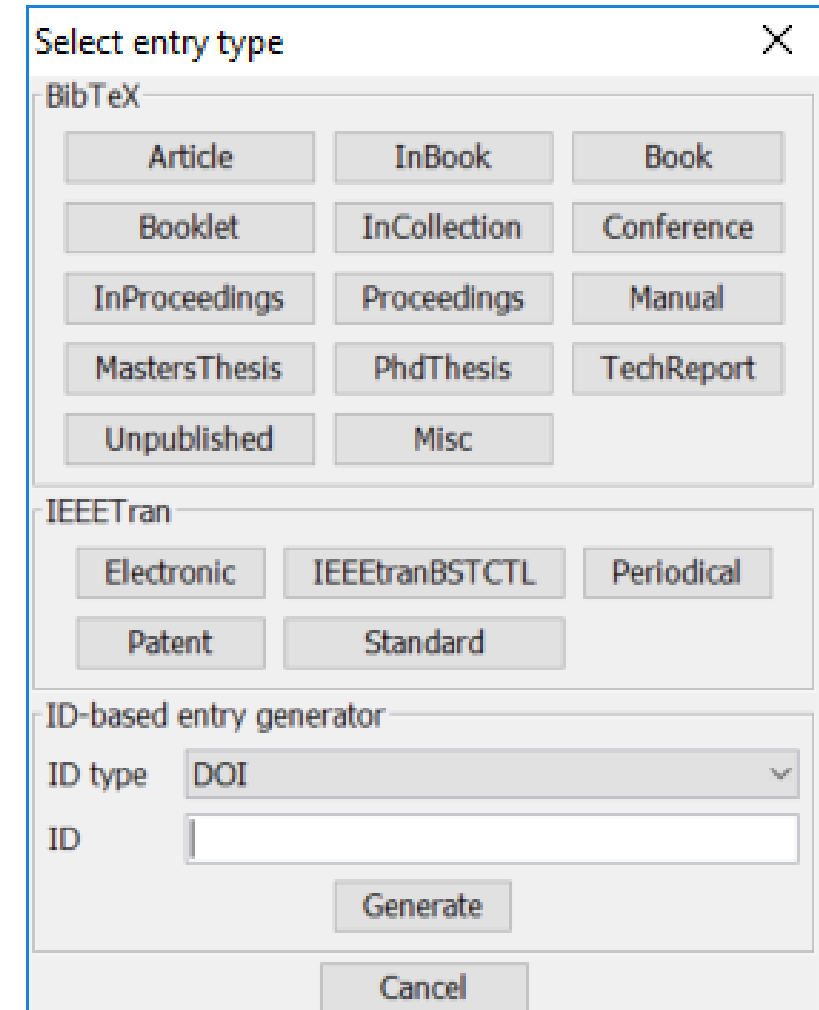 Select entry type
BibTeX
Article InBook Book
Booklet InCollection Conference
InProceedings Proceedings Manual
MastersThesis PhdThesis TechReport
Unpublished Misc
IEEETran
Electronic IEEEtranBSTCTL Periodical
Patent Standard
ID-based entry generator
ID type DOI
ID
Generate
Cancel